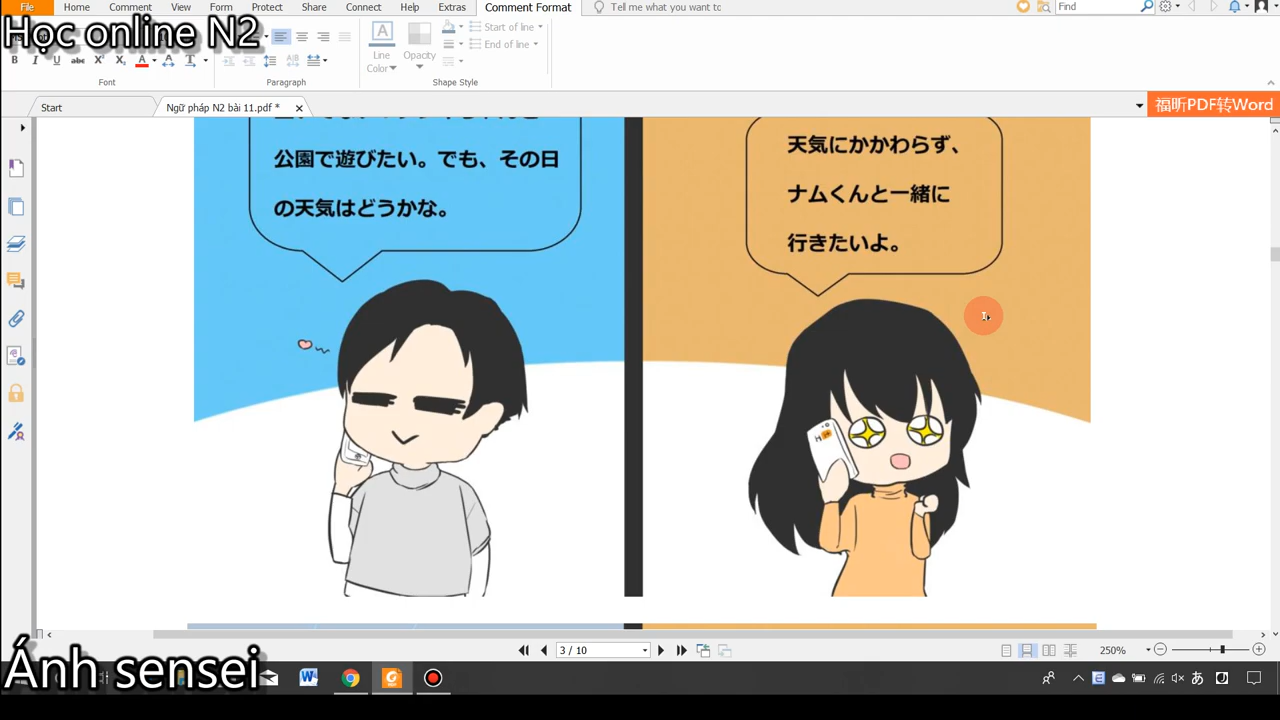 File Home Comment View Form Protect Share Connect Help Extras Comment Format Tell me what you want to Find
Học online N2
Start of line
End of line
Line
Color
Opacity
Font Paragraph Shape Style
Start Ngữ pháp N2 bài 11.pdf * 福昕PDF转Word
公園で遊びたい。でも、その日
の天気はどうかな。
天気にかかわらず、
ナムくんと一緒に
行きたいよ。
3 / 10
250%
Ánh sensei